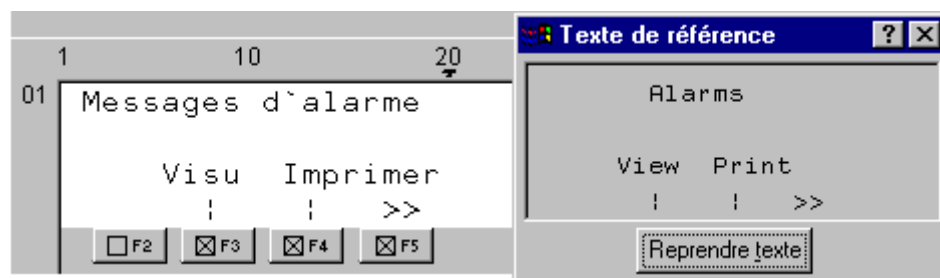 1 10 20
01
Messages d`alarme
Visu Imprimer
¦ ¦ >>
F2 F3 F4 F5
Texte de référence
? X
Alarms
View Print
¦ ¦ >>
Reprendre texte